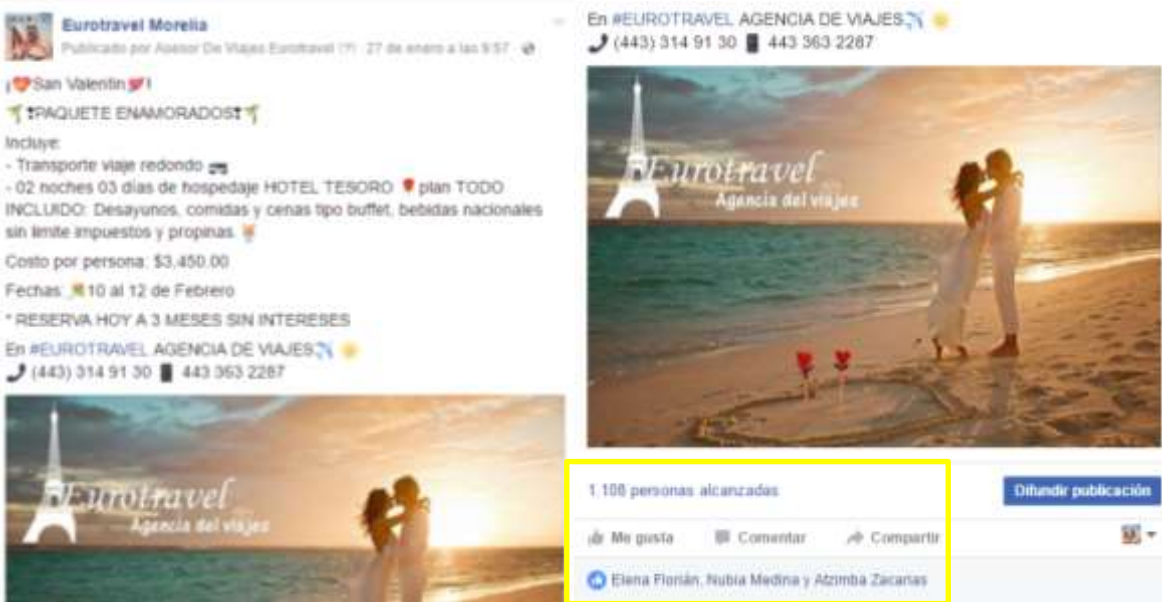 Eurotravel Morelia
Publicado por Asesor De Viajes Eurotravel [?] · 27 de enero a las 9:57 ·
¡💝San Valentin💘!
🌴❣PAQUETE ENAMORADOS❣🌴
Incluye:
- Transporte viaje redondo 🚌
- 02 noches 03 días de hospedaje HOTEL TESORO 🌹 plan TODO
INCLUIDO: Desayunos, comidas y cenas tipo buffet, bebidas nacionales
sin limite impuestos y propinas. 🍹
Costo por persona: $3,450.00
Fechas: 💐10 al 12 de Febrero
* RESERVA HOY A 3 MESES SIN INTERESES
En #EUROTRAVEL AGENCIA DE VIAJES✈ ☀
📞 (443) 314 91 30 📱 443 363 2287
Eurotravel
Agencia del viajes
En #EUROTRAVEL AGENCIA DE VIAJES✈ ☀
📞 (443) 314 91 30 📱 443 363 2287
Eurotravel
Agencia del viajes
1,108 personas alcanzadas
Difundir publicación
Me gusta Comentar Compartir
Elena Florián, Nubia Medina y Atzimba Zacarias